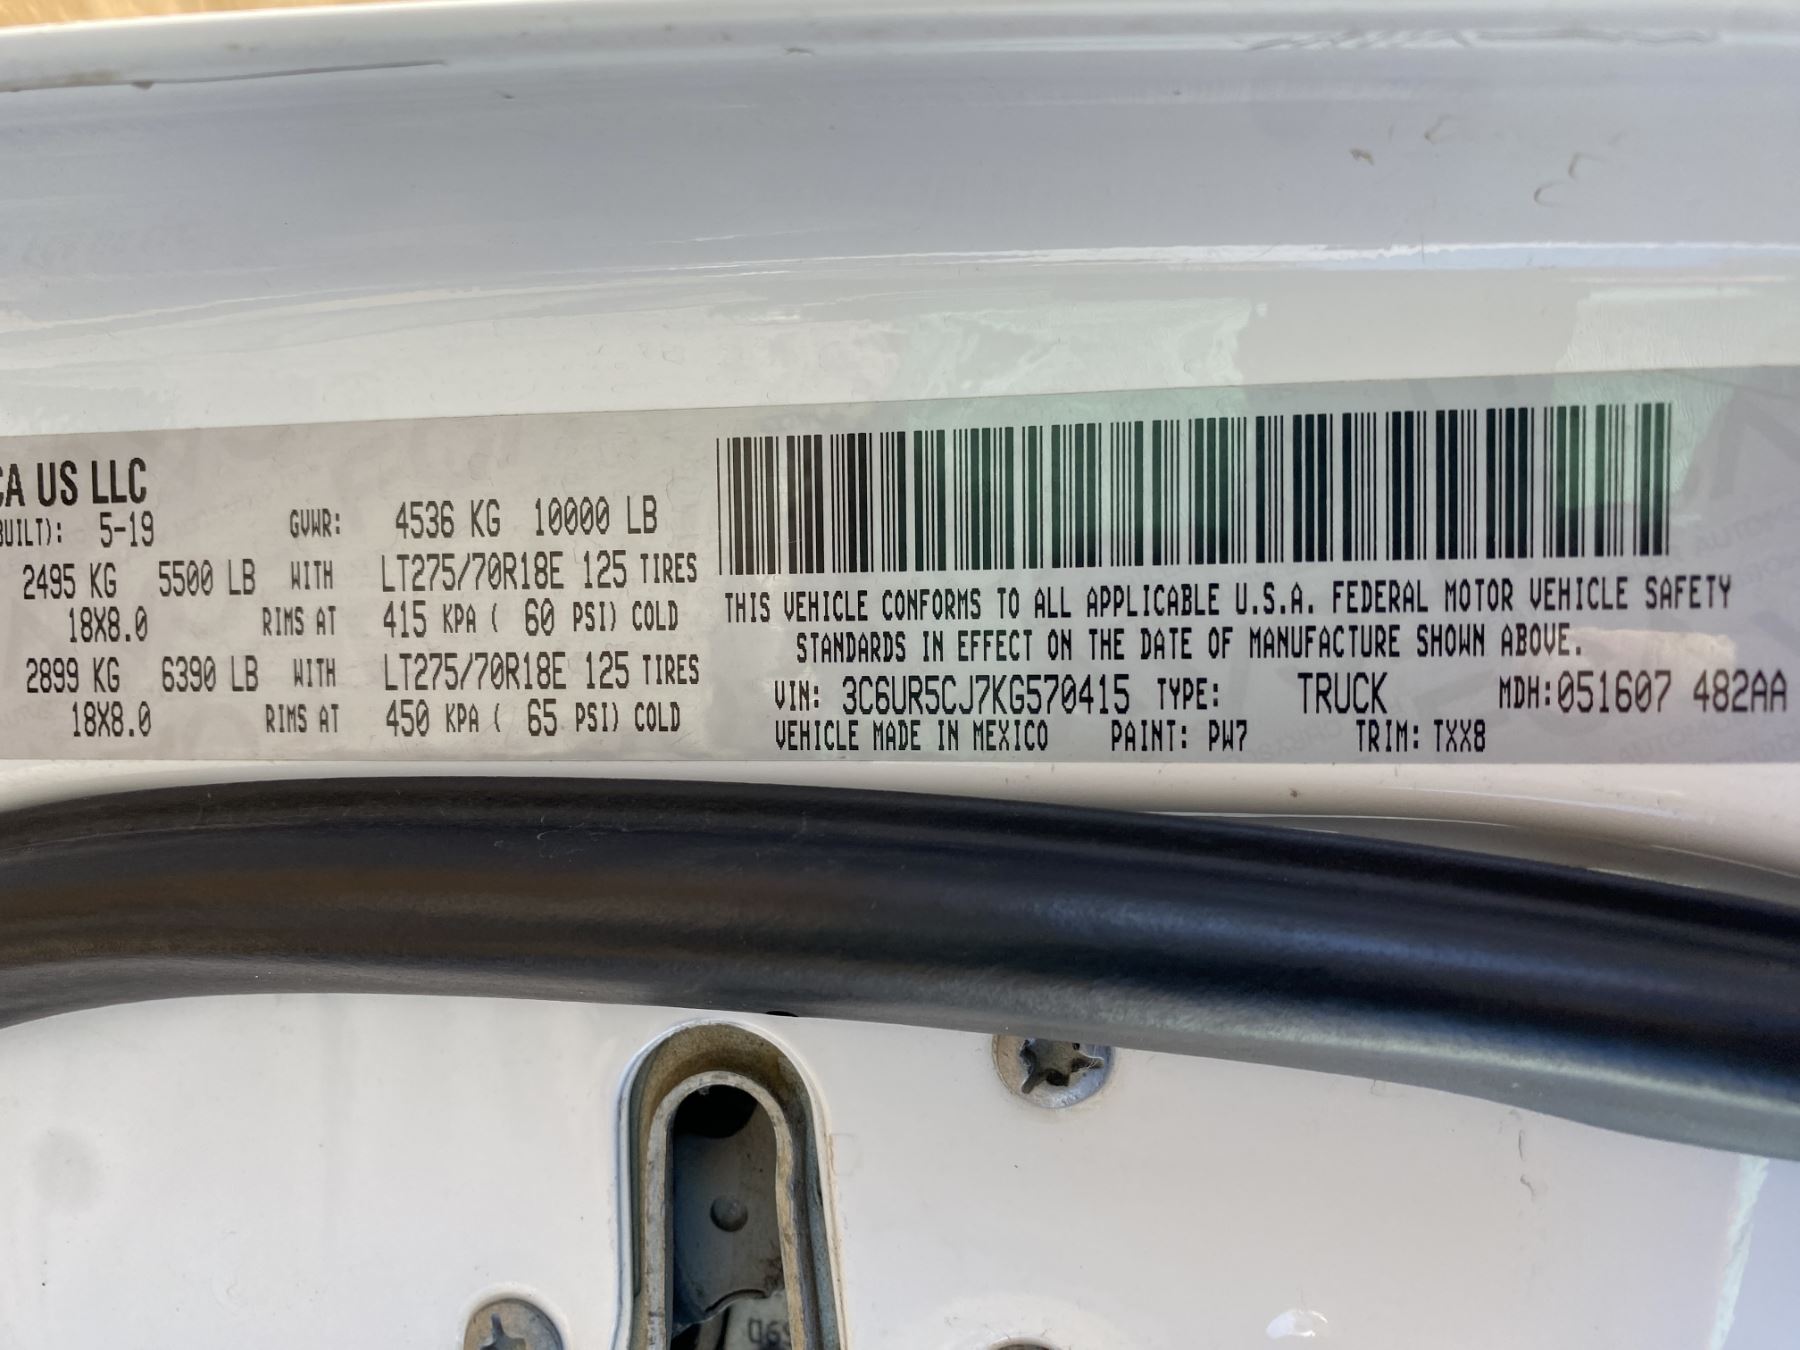 CA US LLC
BUILT): 5-19 GVWR: 4536 KG 10000 LB
2495 KG 5500 LB WITH LT275/70R18E 125 TIRES
18X8.0 RIMS AT 415 KPA ( 60 PSI) COLD
2899 KG 6390 LB WITH LT275/70R18E 125 TIRES
18X8.0 RIMS AT 450 KPA ( 65 PSI) COLD
THIS VEHICLE CONFORMS TO ALL APPLICABLE U.S.A. FEDERAL MOTOR VEHICLE SAFETY
STANDARDS IN EFFECT ON THE DATE OF MANUFACTURE SHOWN ABOVE.
VIN: 3C6UR5CJ7KG570415 TYPE: TRUCK MDH:051607 482AA
VEHICLE MADE IN MEXICO PAINT: PW7 TRIM: TXX8